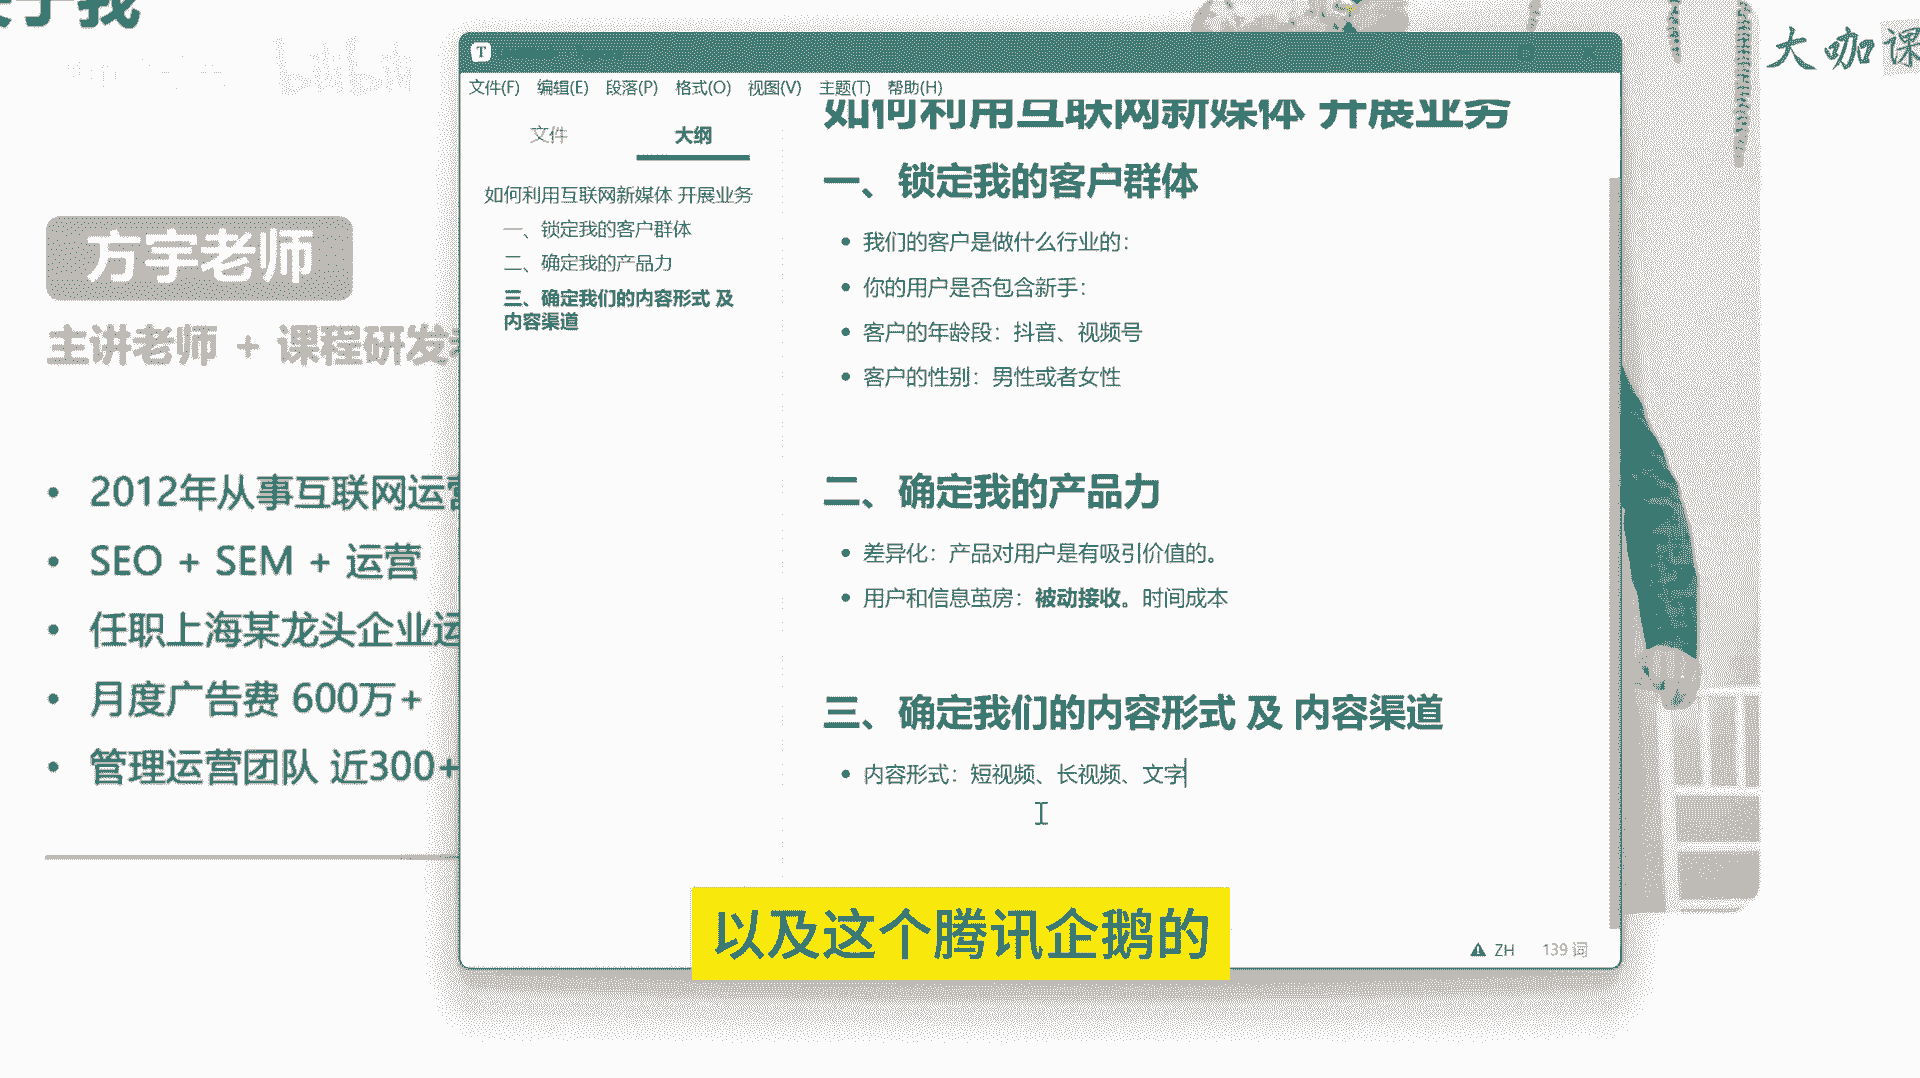 bilibili
大咖课
方宇老师
主讲老师 + 课程研发
2012年从事互联网运营
SEO + SEM + 运营
任职上海某龙头企业运
月度广告费 600万+
管理运营团队 近300+
T
文件(F) 编辑(E) 段落(P) 格式(O) 视图(V) 主题(T) 帮助(H)
文件 大纲
如何利用互联网新媒体 开展业务
一、锁定我的客户群体
二、确定我的产品力
三、确定我们的内容形式 及
内容渠道
如何利用互联网新媒体 开展业务
一、锁定我的客户群体
我们的客户是做什么行业的：
你的用户是否包含新手：
客户的年龄段：抖音、视频号
客户的性别：男性或者女性
二、确定我的产品力
差异化：产品对用户是有吸引价值的。
用户和信息茧房：被动接收。时间成本
三、确定我们的内容形式 及 内容渠道
内容形式：短视频、长视频、文字
ZH 139 词
以及这个腾讯企鹅的